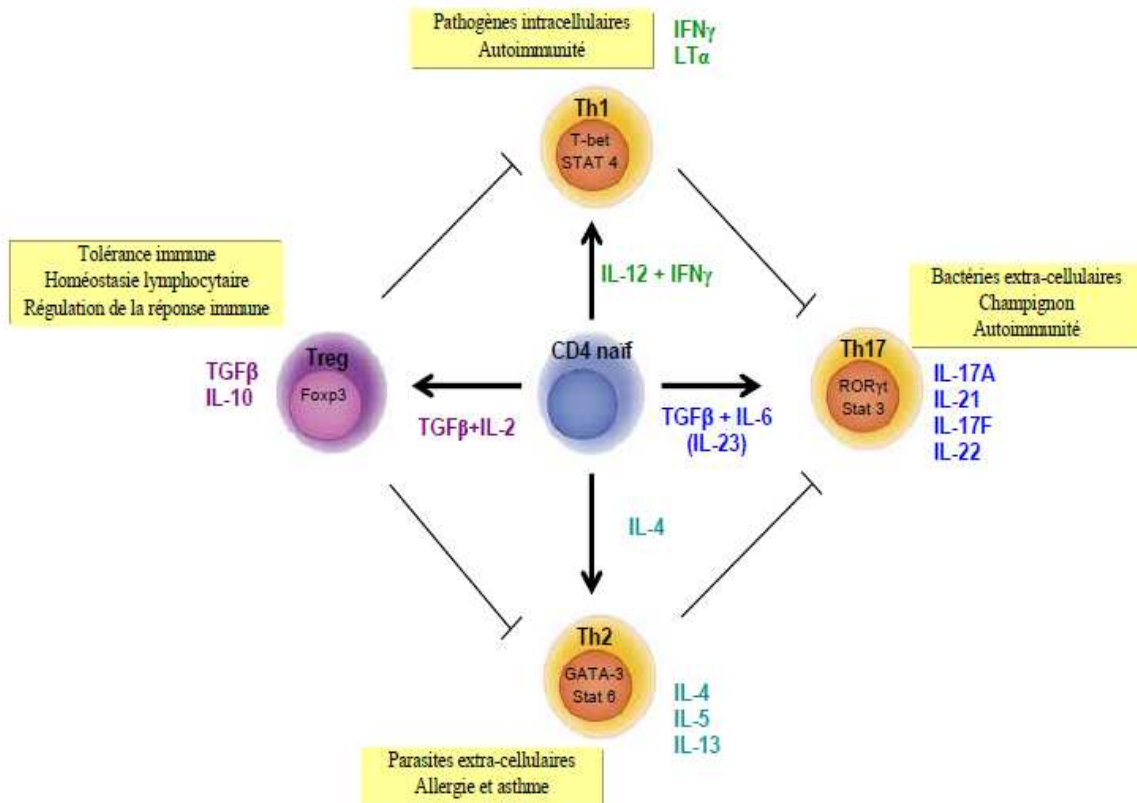 Pathogènes intracellulaires
Autoimmunité
IFNγ
LTα
Th1
T-bet
STAT 4
Tolérance immune
Homéostasie lymphocytaire
Régulation de la réponse immune
IL-12 + IFNγ
Bactéries extra-cellulaires
Champignon
Autoimmunité
TGFβ
IL-10
Treg
Foxp3
CD4 naïf
Th17
RORγt
Stat 3
IL-17A
IL-21
IL-17F
IL-22
TGFβ+IL-2
TGFβ + IL-6
(IL-23)
IL-4
Th2
GATA-3
Stat 6
IL-4
IL-5
IL-13
Parasites extra-cellulaires
Allergie et asthme